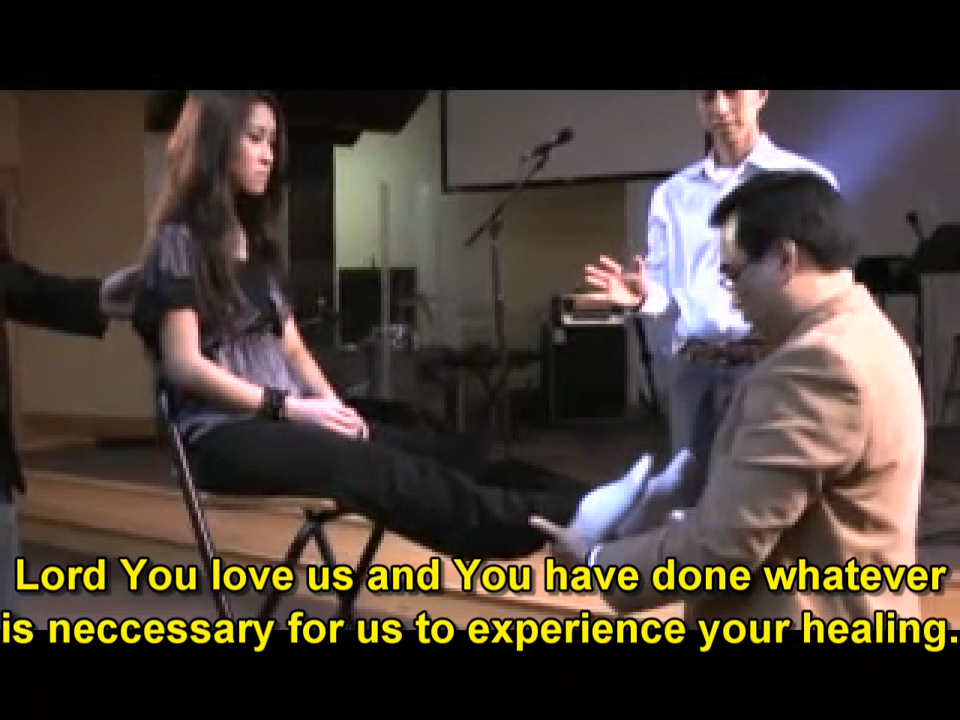 Lord You love us and You have done whatever
is neccessary for us to experience your healing.